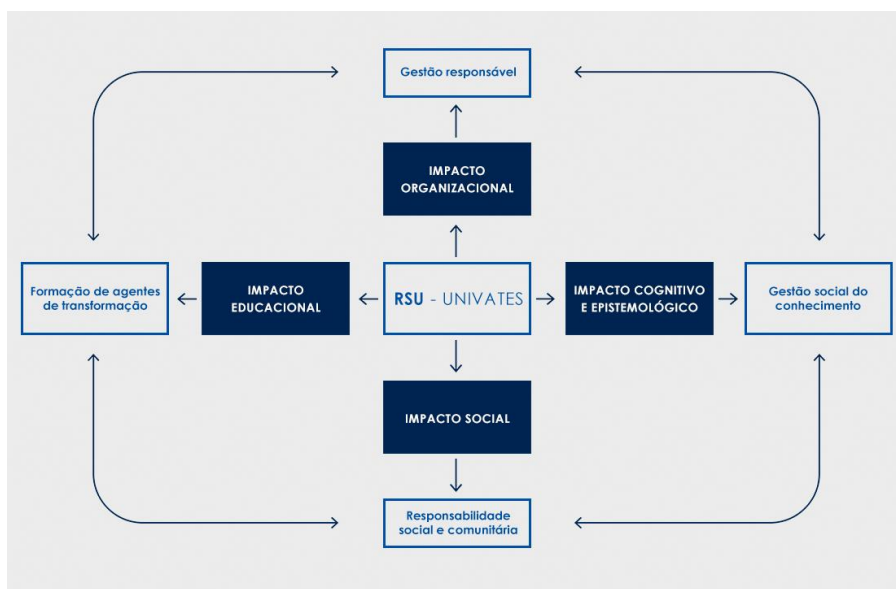 Gestão responsável
IMPACTO
ORGANIZACIONAL
Formação de agentes
de transformação
IMPACTO
EDUCACIONAL
RSU - UNIVATES
IMPACTO COGNITIVO
E EPISTEMOLÓGICO
Gestão social do
conhecimento
IMPACTO SOCIAL
Responsabilidade
social e comunitária